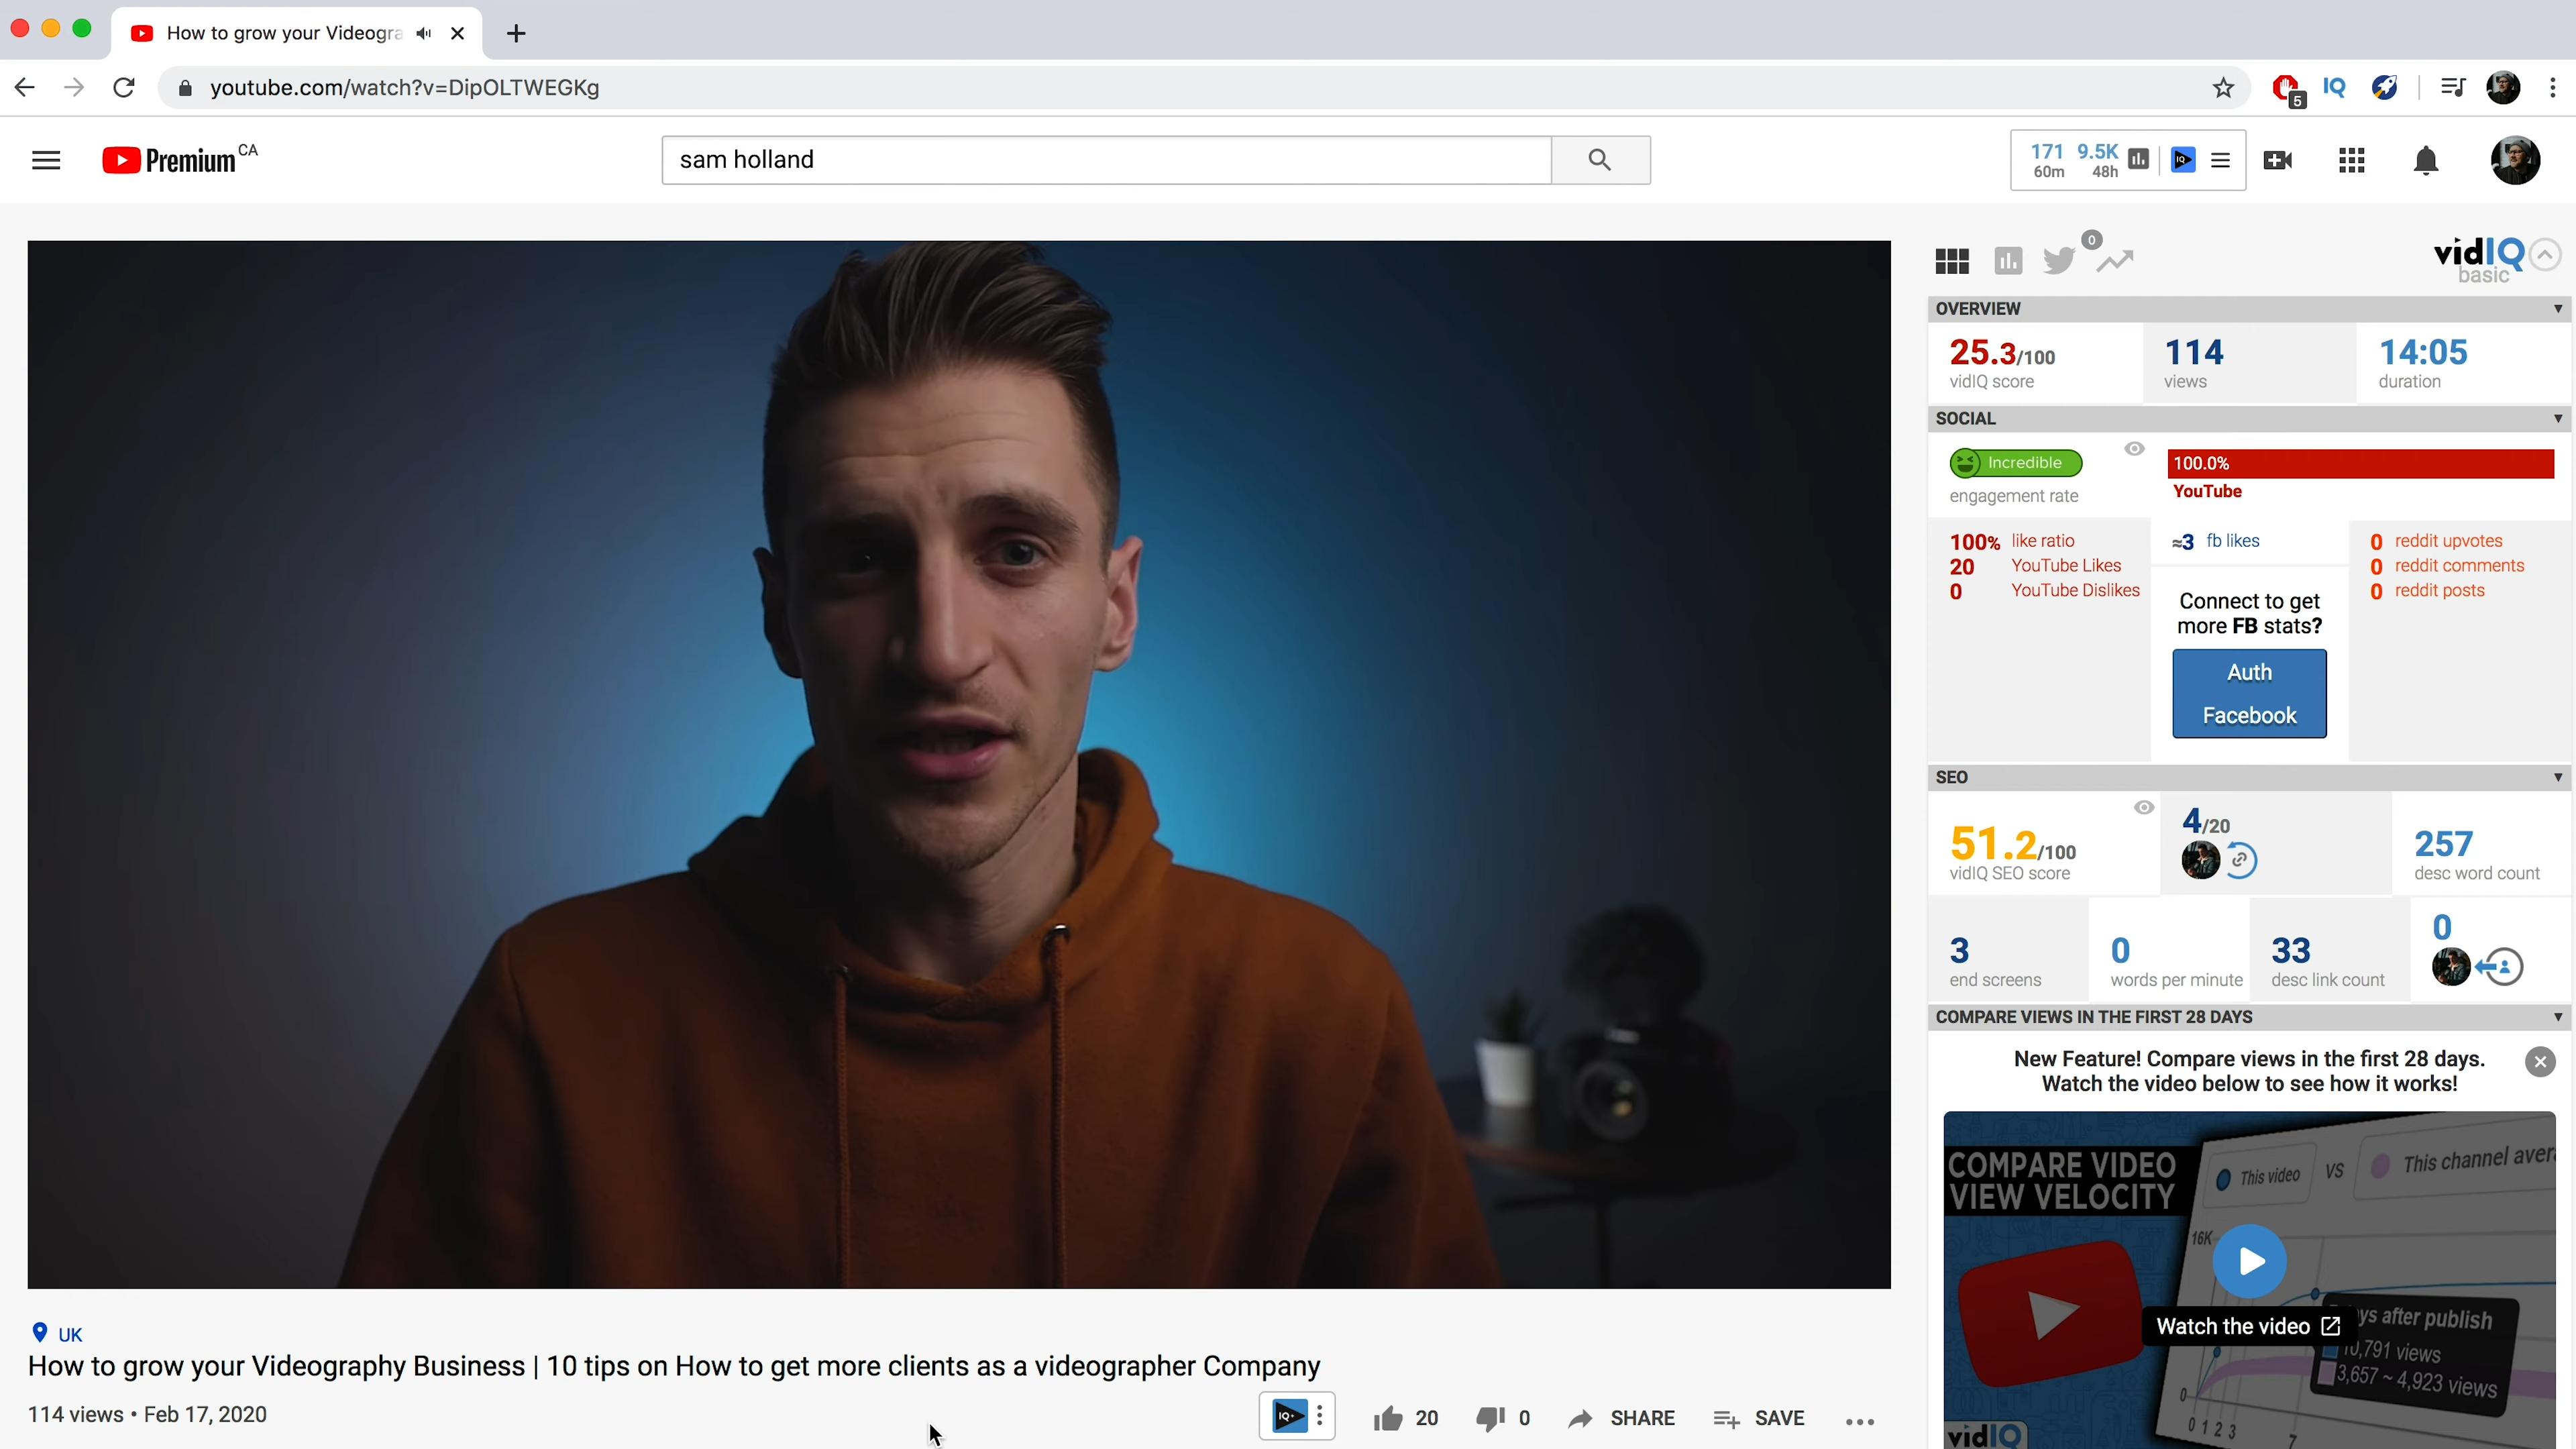 How to grow your Videogra
youtube.com/watch?v=DipOLTWEGKg
5
IQ
Premium CA
sam holland
171 9.5K
60m 48h
IQ
0
vidIQ
basic
OVERVIEW
25.3/100
vidIQ score
114
views
14:05
duration
SOCIAL
Incredible
engagement rate
100.0%
YouTube
100% like ratio
20 YouTube Likes
0 YouTube Dislikes
≈3 fb likes
Connect to get
more FB stats?
Auth
Facebook
0 reddit upvotes
0 reddit comments
0 reddit posts
SEO
51.2/100
vidIQ SEO score
4/20
257
desc word count
3
end screens
0
words per minute
33
desc link count
0
COMPARE VIEWS IN THE FIRST 28 DAYS
New Feature! Compare views in the first 28 days.
Watch the video below to see how it works!
COMPARE VIDEO
VIEW VELOCITY
This video VS This channel avera
16K
Watch the video
ys after publish
10,791 views
3,657 ~ 4,923 views
0
0 1 2 3 7
vidIQ
UK
How to grow your Videography Business | 10 tips on How to get more clients as a videographer Company
114 views • Feb 17, 2020
IQ+
20
0
SHARE
SAVE